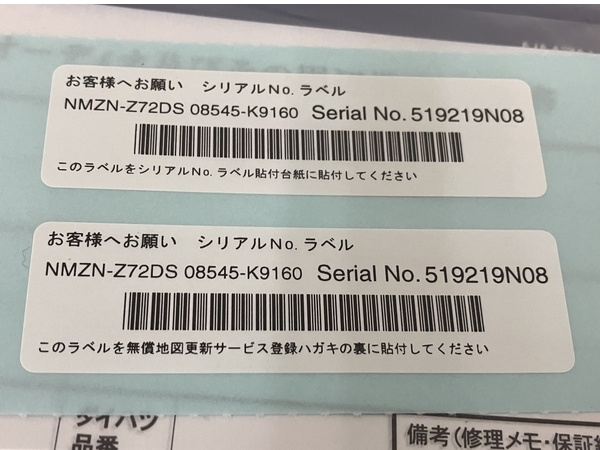 お客様へお願い シリアルNo.ラベル
NMZN-Z72DS 08545-K9160 Serial No. 519219N08
このラベルをシリアルNo.ラベル貼付台紙に貼付してください
お客様へお願い シリアルNo.ラベル
NMZN-Z72DS 08545-K9160 Serial No. 519219N08
このラベルを無償地図更新サービス登録ハガキの裏に貼付してください
ダイハツ
品番
備考(修理メモ・保証